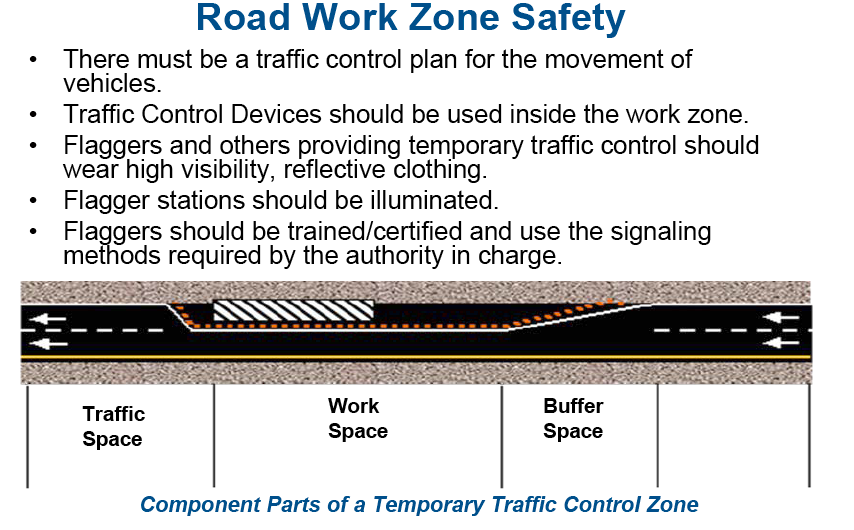 Road Work Zone Safety
• There must be a traffic control plan for the movement of
vehicles.
• Traffic Control Devices should be used inside the work zone.
• Flaggers and others providing temporary traffic control should
wear high visibility, reflective clothing.
• Flagger stations should be illuminated.
• Flaggers should be trained/certified and use the signaling
methods required by the authority in charge.
Traffic
Space
Work
Space
Buffer
Space
Component Parts of a Temporary Traffic Control Zone